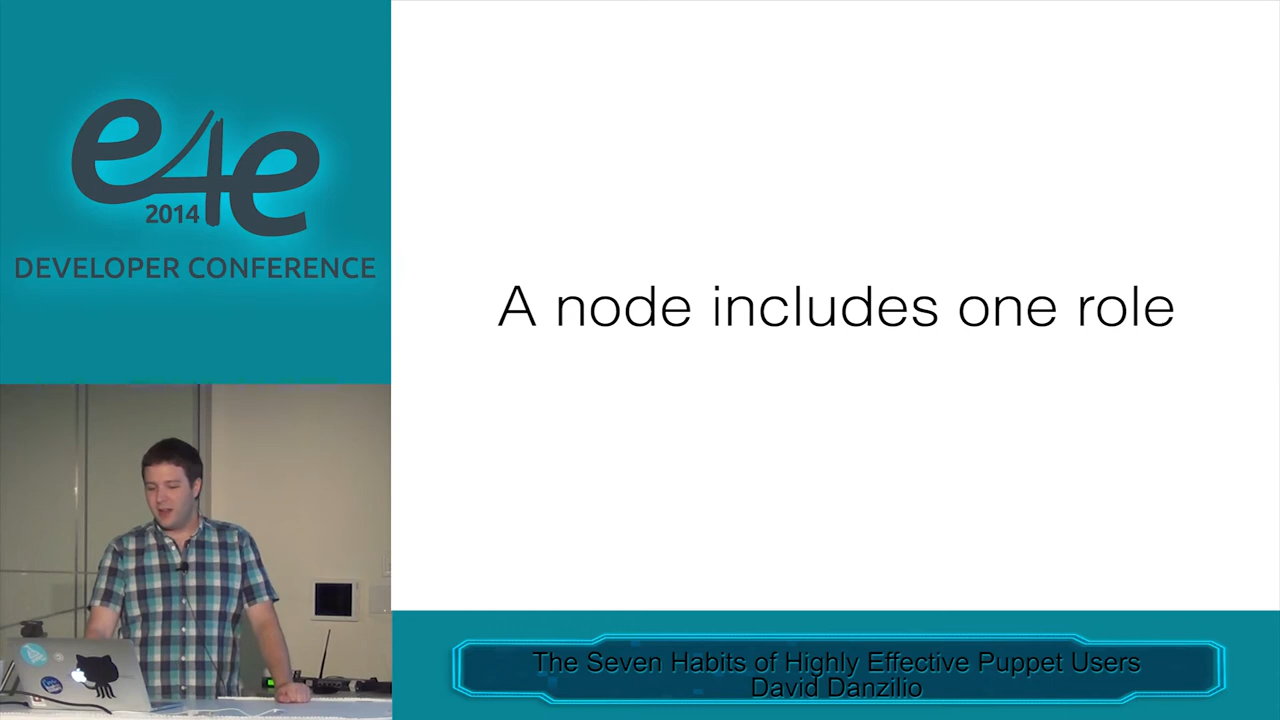 e4e
2014
DEVELOPER CONFERENCE
A node includes one role
The Seven Habits of Highly Effective Puppet Users
David Danzilio